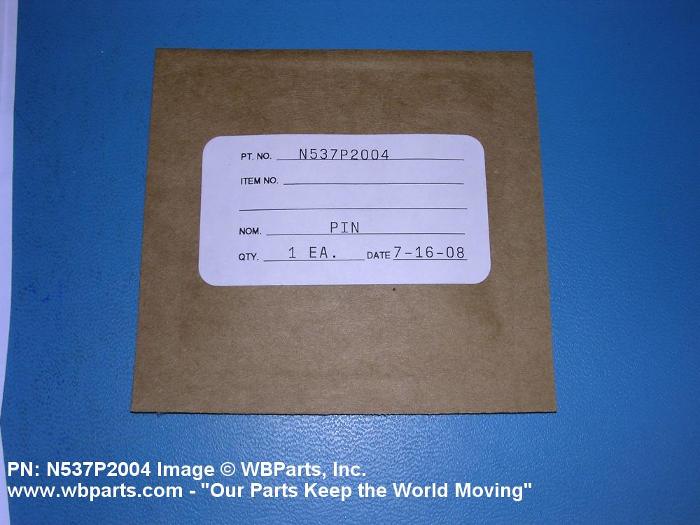 PT. NO. N537P2004
ITEM NO.
NOM. PIN
QTY. 1 EA. DATE 7-16-08
PN: N537P2004 Image © WBParts, Inc.
www.wbparts.com - "Our Parts Keep the World Moving"